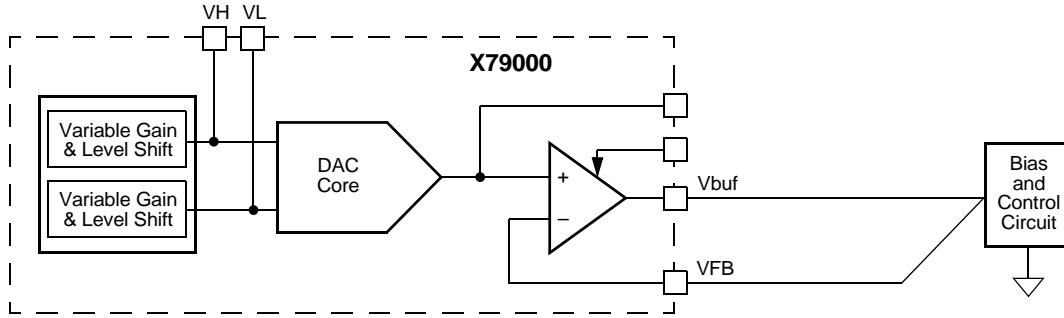 VH VL
X79000
Variable Gain
& Level Shift
Variable Gain
& Level Shift
DAC
Core
+
–
Vbuf
VFB
Bias
and
Control
Circuit